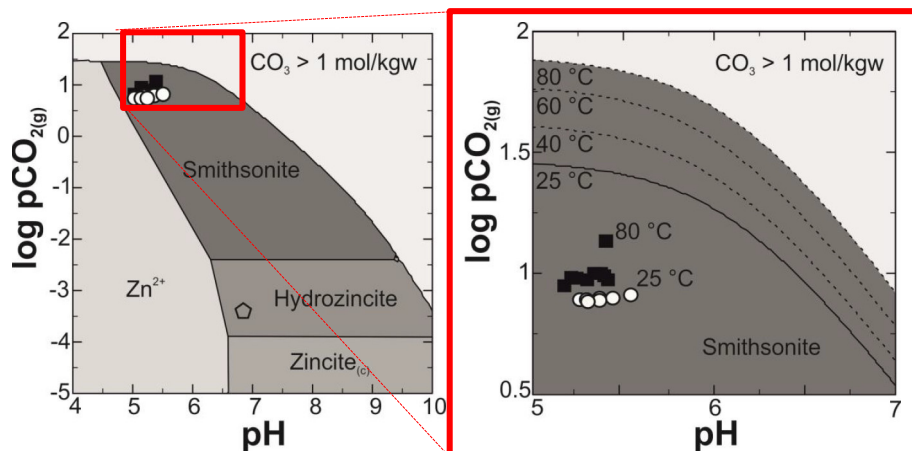 2
1
0
-1
-2
-3
-4
-5
log pCO2(g)
4 5 6 7 8 9 10
pH
CO3 > 1 mol/kgw
Smithsonite
Zn2+
Hydrozincite
Zincite(c)
2
1.5
1
0.5
log pCO2(g)
5 6 7
pH
CO3 > 1 mol/kgw
80 °C
60 °C
40 °C
25 °C
80 °C
25 °C
Smithsonite